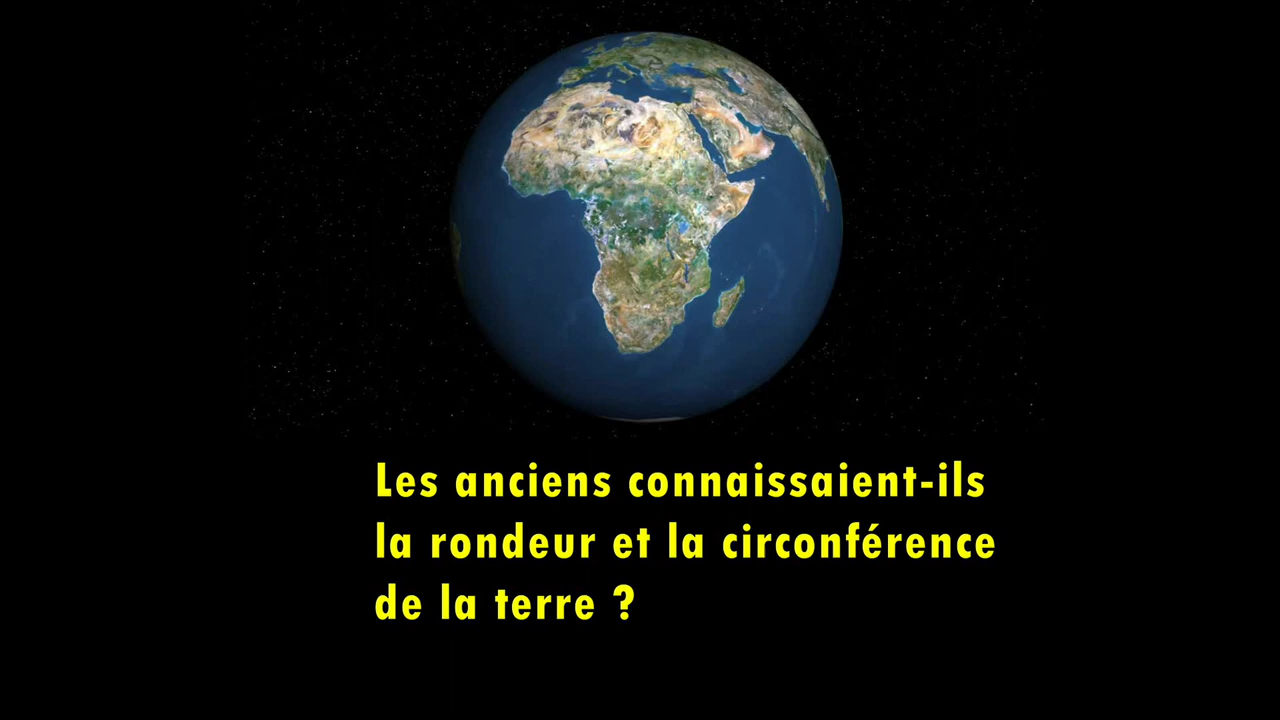 Les anciens connaissaient-ils
la rondeur et la circonférence
de la terre ?